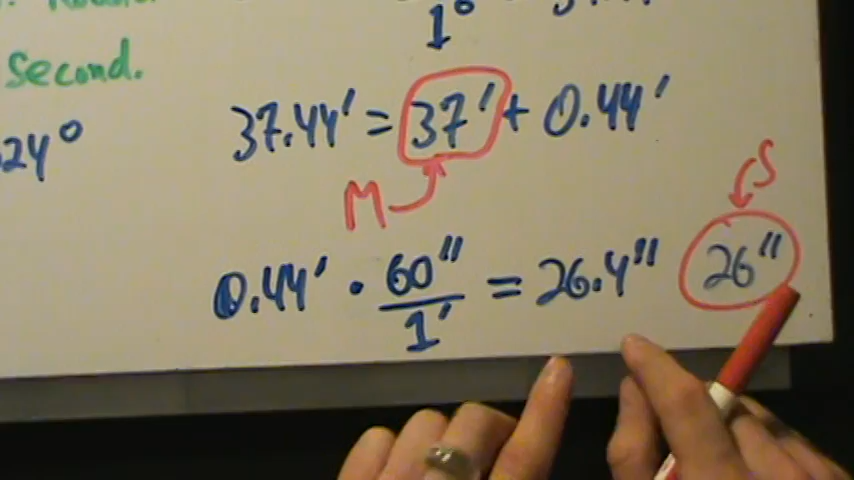 1°
second.
37.44' = 37' + 0.44'
24°
M
S
0.44' · 60"/1' = 26.4" 26"